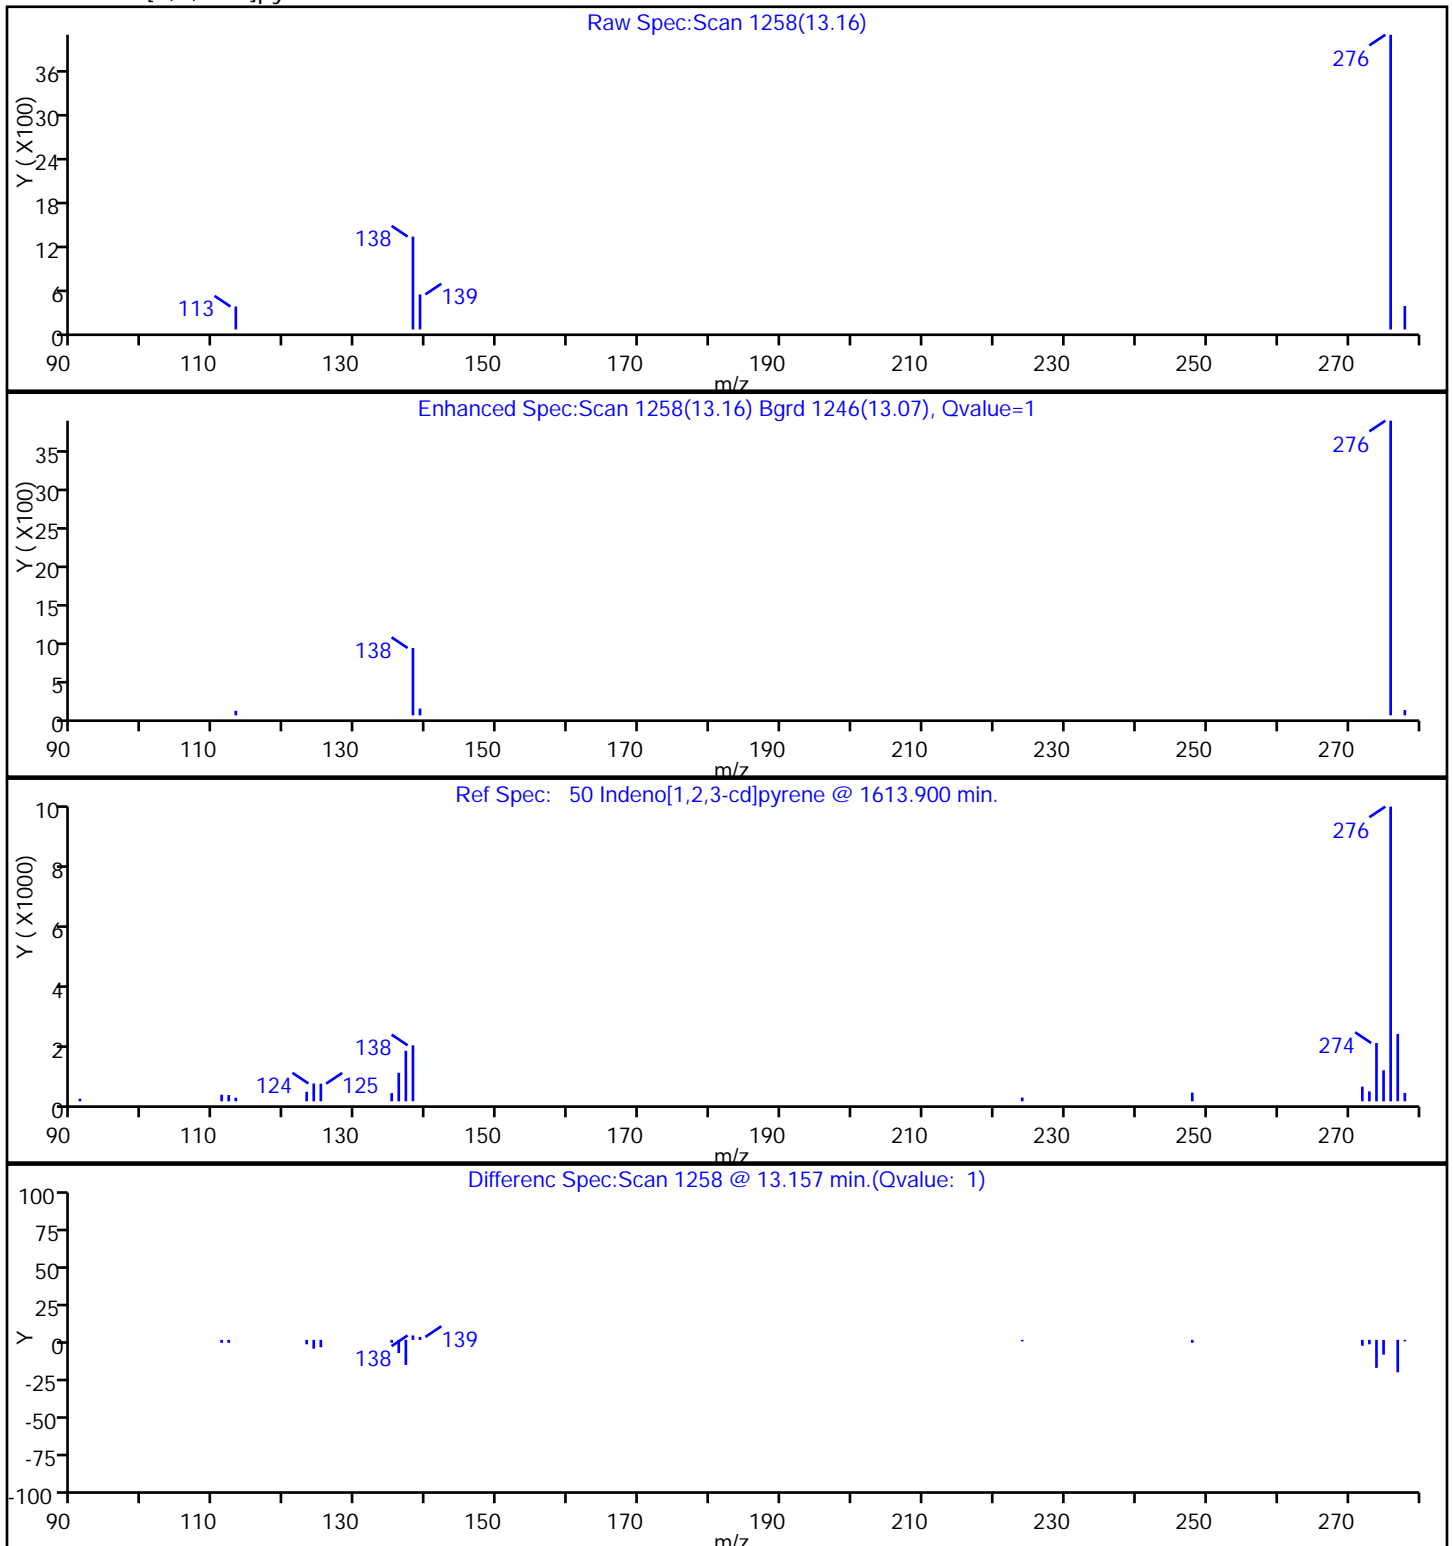 Raw Spec:Scan 1258(13.16)
Y ( X100)
36
30
24
18
12
6
0
276
138
139
113
90 110 130 150 170 190 210 230 250 270
m/z
Enhanced Spec:Scan 1258(13.16) Bgrd 1246(13.07), Qvalue=1
Y ( X100)
35
30
25
20
15
10
5
0
276
138
90 110 130 150 170 190 210 230 250 270
m/z
Ref Spec: 50 Indeno[1,2,3-cd]pyrene @ 1613.900 min.
Y ( X1000)
10
8
6
4
2
0
276
274
138
124
125
90 110 130 150 170 190 210 230 250 270
m/z
Differenc Spec:Scan 1258 @ 13.157 min.(Qvalue: 1)
Y
100
75
50
25
0
-25
-50
-75
-100
138
139
90 110 130 150 170 190 210 230 250 270
m/z